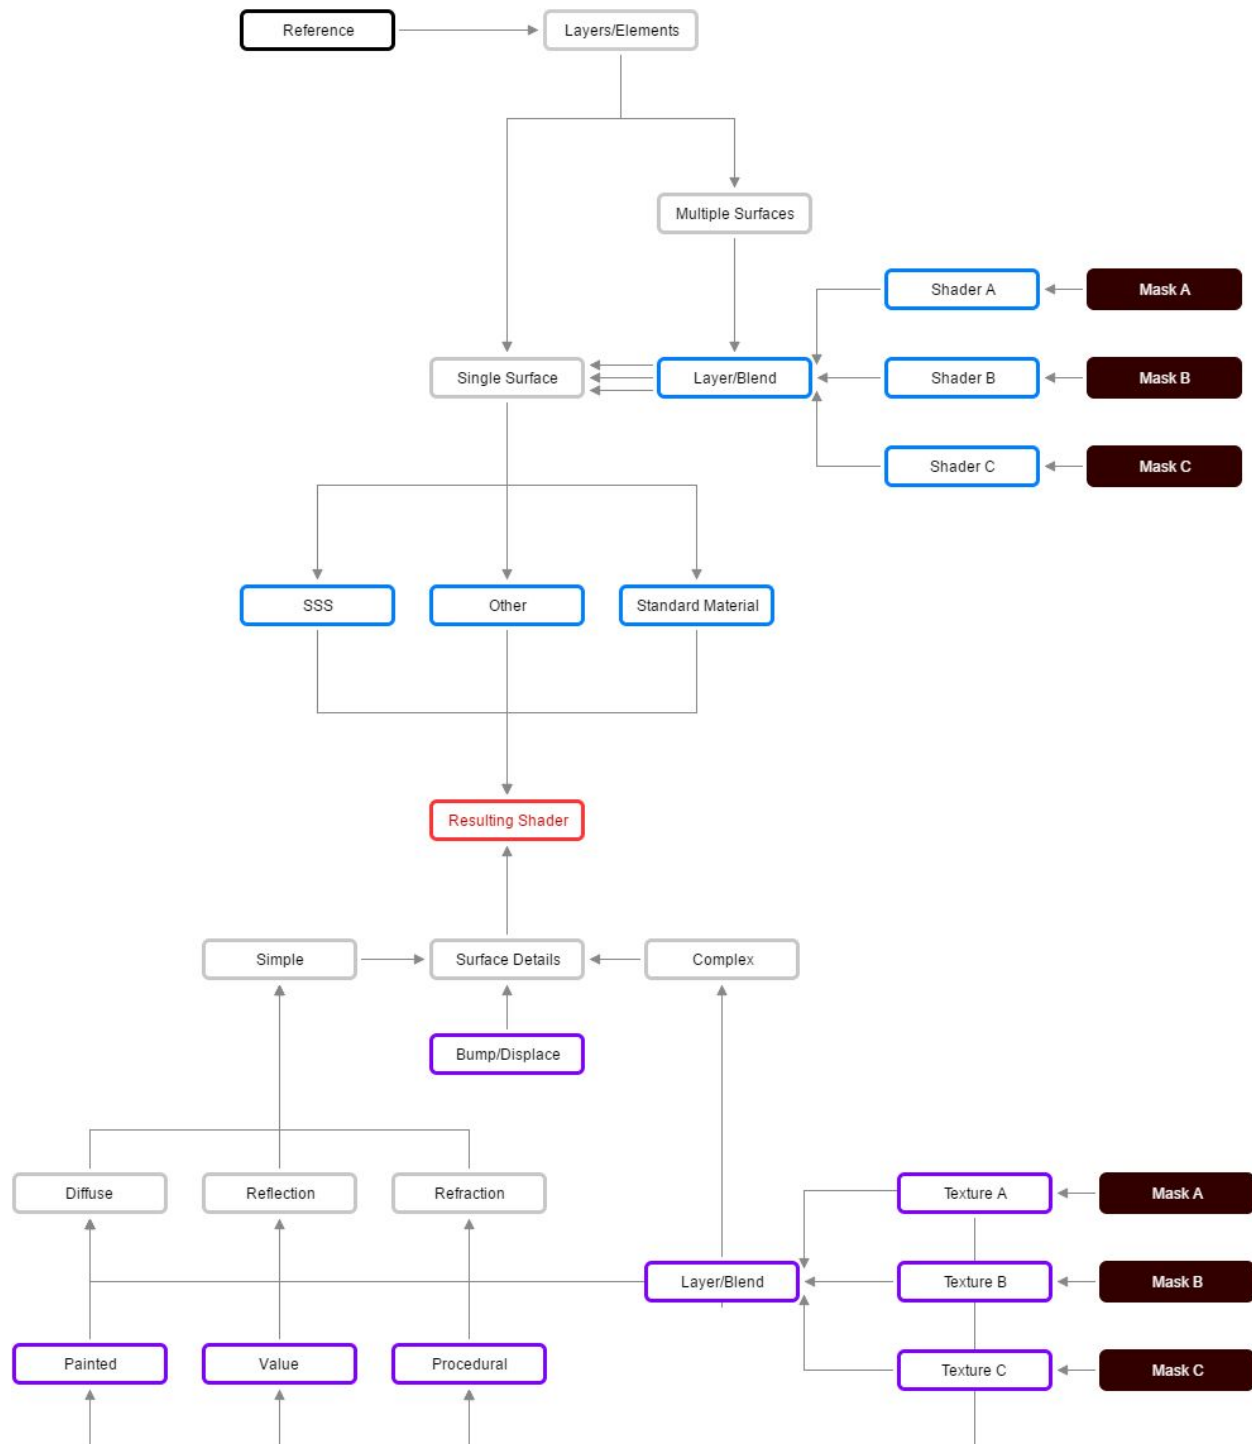 Reference
Layers/Elements
Multiple Surfaces
Shader A
Mask A
Single Surface
Layer/Blend
Shader B
Mask B
Shader C
Mask C
SSS
Other
Standard Material
Resulting Shader
Simple
Surface Details
Complex
Bump/Displace
Diffuse
Reflection
Refraction
Texture A
Mask A
Layer/Blend
Texture B
Mask B
Painted
Value
Procedural
Texture C
Mask C